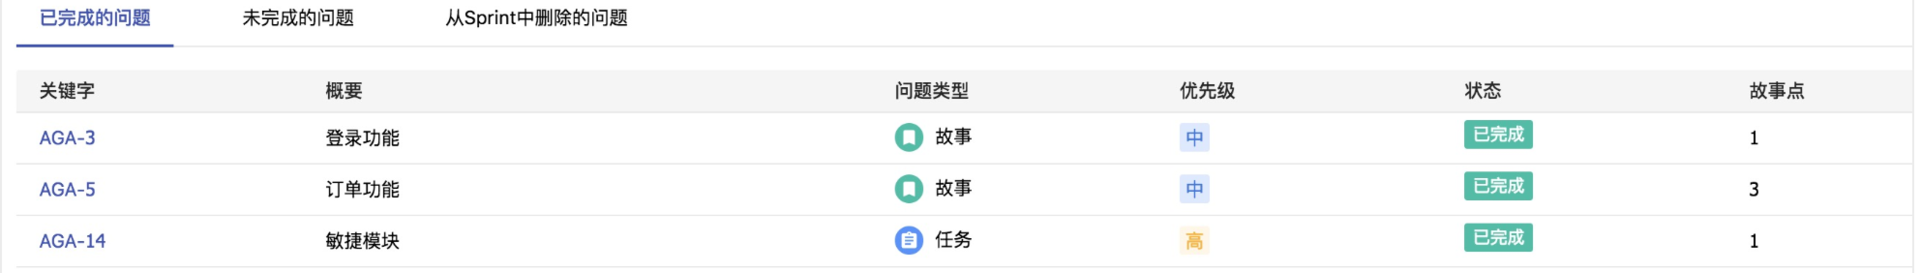 已完成的问题 未完成的问题 从Sprint中删除的问题
关键字 概要 问题类型 优先级 状态 故事点
AGA-3 登录功能 故事 中 已完成 1
AGA-5 订单功能 故事 中 已完成 3
AGA-14 敏捷模块 任务 高 已完成 1